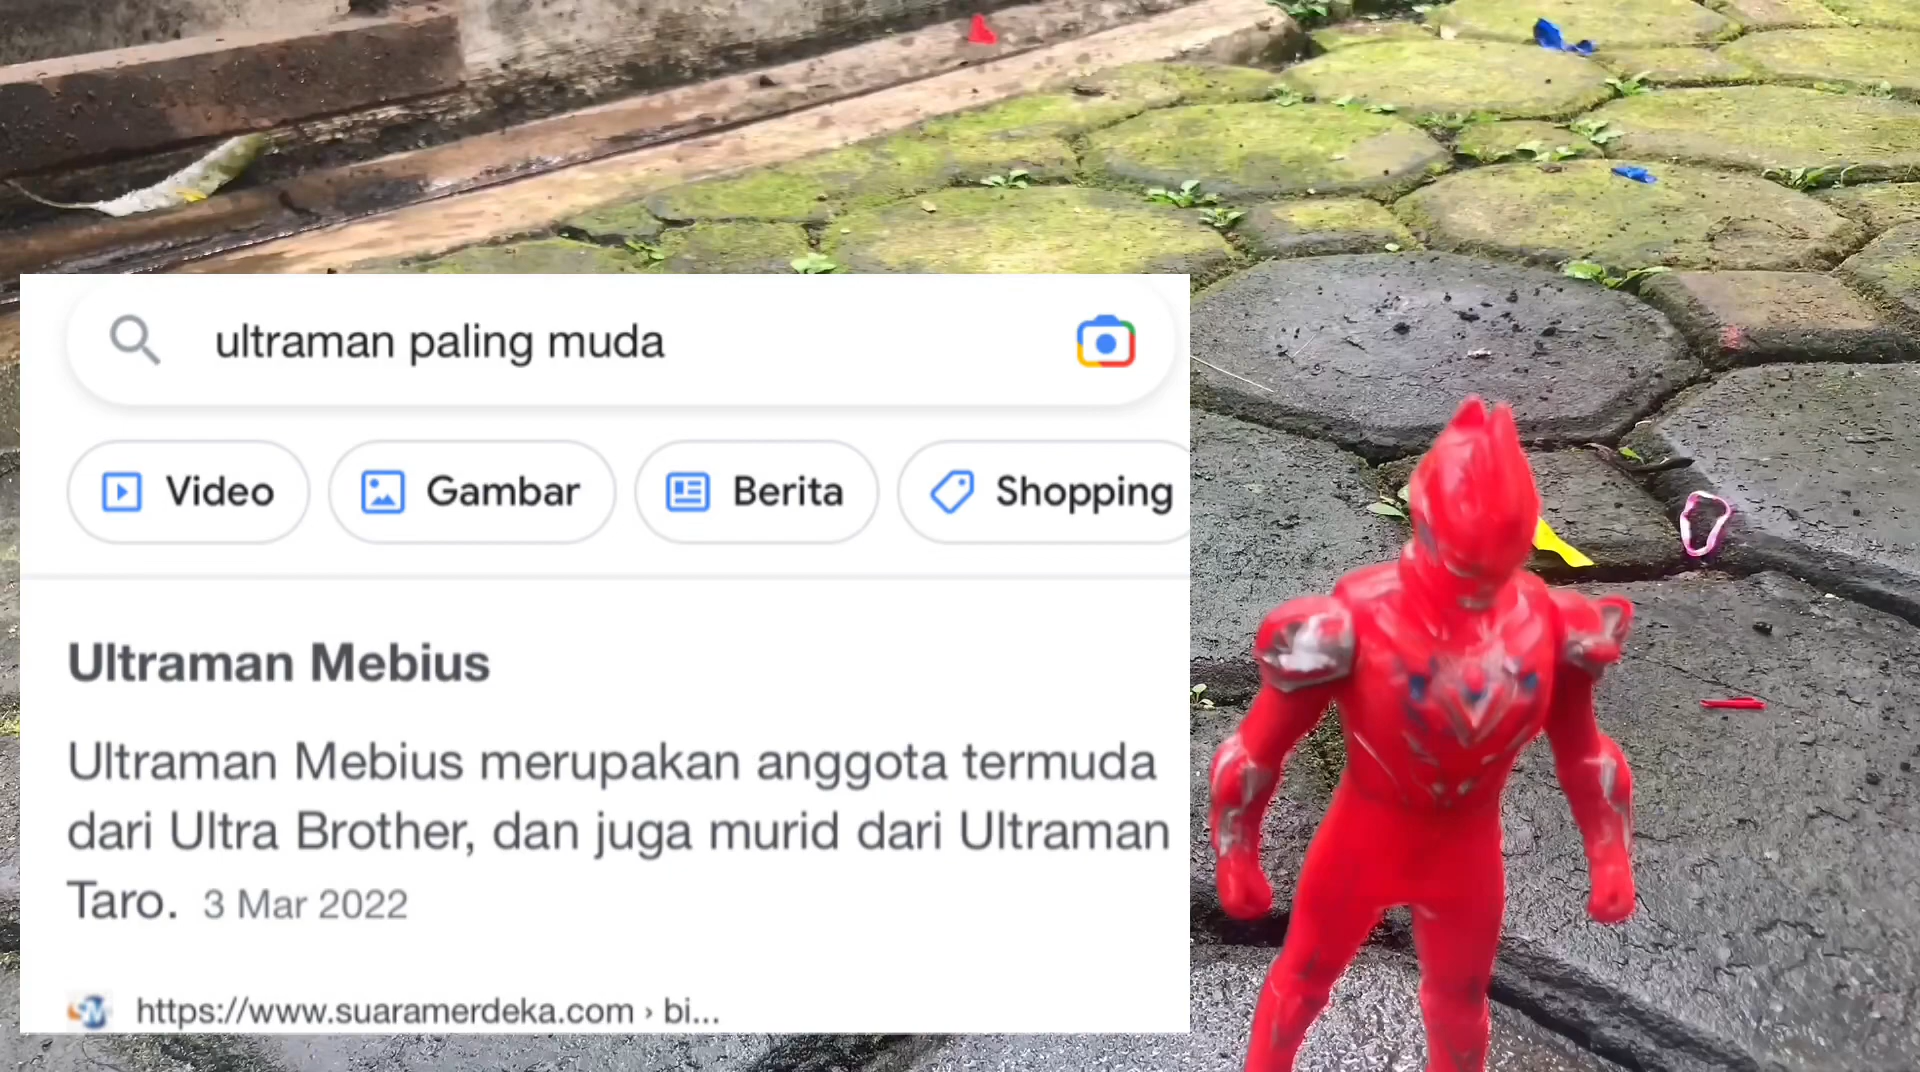 ultraman paling muda
Video
Gambar
Berita
Shopping
Ultraman Mebius
Ultraman Mebius merupakan anggota termuda
dari Ultra Brother, dan juga murid dari Ultraman
Taro. 3 Mar 2022
https://www.suaramerdeka.com › bi...